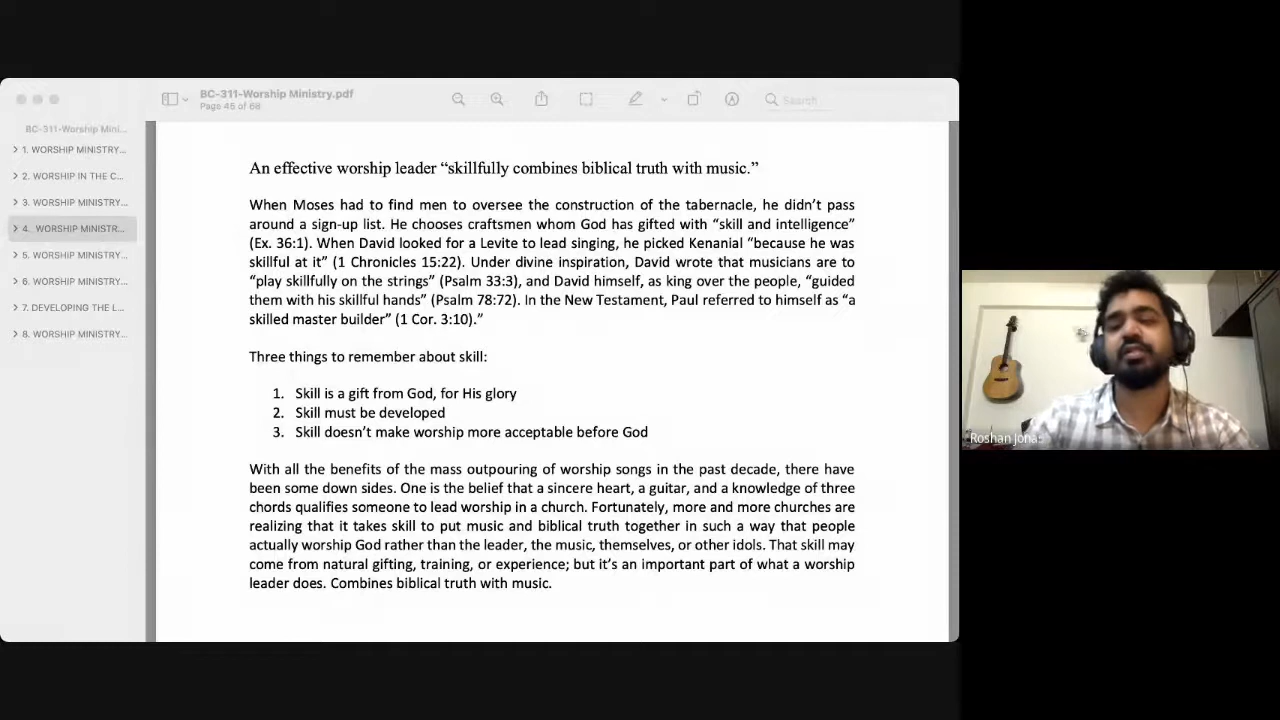 BC-311-Worship Ministry.pdf
Page 45 of 68
Search
BC-311-Worship Mini...
1. WORSHIP MINISTRY...
2. WORSHIP IN THE C...
3. WORSHIP MINISTRY...
4. WORSHIP MINISTR...
5. WORSHIP MINISTRY...
6. WORSHIP MINISTRY...
7. DEVELOPING THE L...
8. WORSHIP MINISTRY...
An effective worship leader “skillfully combines biblical truth with music.”
When Moses had to find men to oversee the construction of the tabernacle, he didn’t pass
around a sign-up list. He chooses craftsmen whom God has gifted with “skill and intelligence”
(Ex. 36:1). When David looked for a Levite to lead singing, he picked Kenanial “because he was
skillful at it” (1 Chronicles 15:22). Under divine inspiration, David wrote that musicians are to
“play skillfully on the strings” (Psalm 33:3), and David himself, as king over the people, “guided
them with his skillful hands” (Psalm 78:72). In the New Testament, Paul referred to himself as “a
skilled master builder” (1 Cor. 3:10).”
Three things to remember about skill:
1. Skill is a gift from God, for His glory
2. Skill must be developed
3. Skill doesn’t make worship more acceptable before God
With all the benefits of the mass outpouring of worship songs in the past decade, there have
been some down sides. One is the belief that a sincere heart, a guitar, and a knowledge of three
chords qualifies someone to lead worship in a church. Fortunately, more and more churches are
realizing that it takes skill to put music and biblical truth together in such a way that people
actually worship God rather than the leader, the music, themselves, or other idols. That skill may
come from natural gifting, training, or experience; but it’s an important part of what a worship
leader does. Combines biblical truth with music.
Roshan Jonas